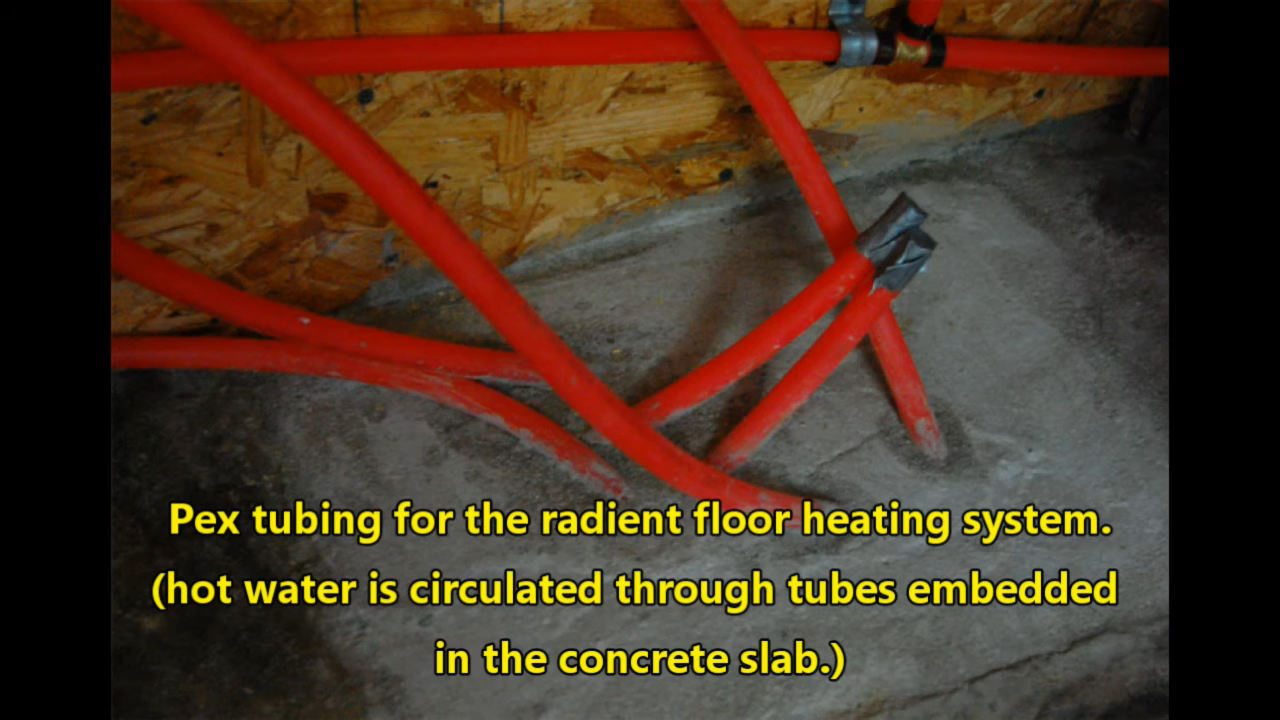 Pex tubing for the radient floor heating system.
(hot water is circulated through tubes embedded
in the concrete slab.)